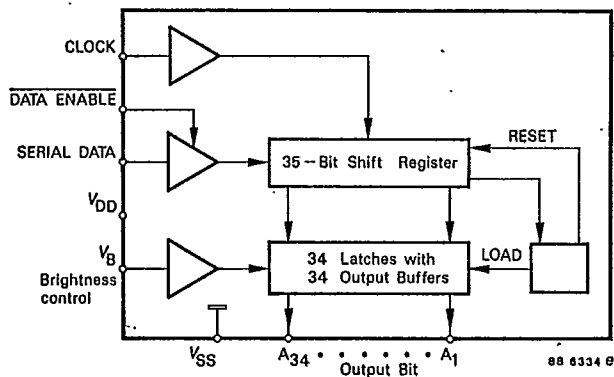 CLOCK
DATA ENABLE
SERIAL DATA
V_DD
V_B
Brightness
control
35-Bit Shift Register
RESET
34 Latches with
34 Output Buffers
LOAD
V_SS
A_34
A_1
Output Bit
88 6334 e